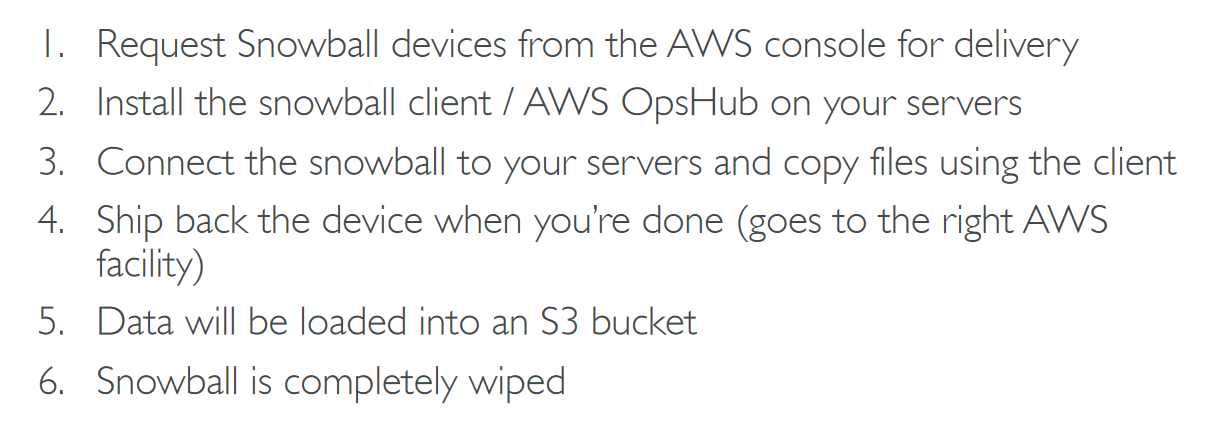 1. Request Snowball devices from the AWS console for delivery
2. Install the snowball client / AWS OpsHub on your servers
3. Connect the snowball to your servers and copy files using the client
4. Ship back the device when you’re done (goes to the right AWS
facility)
5. Data will be loaded into an S3 bucket
6. Snowball is completely wiped